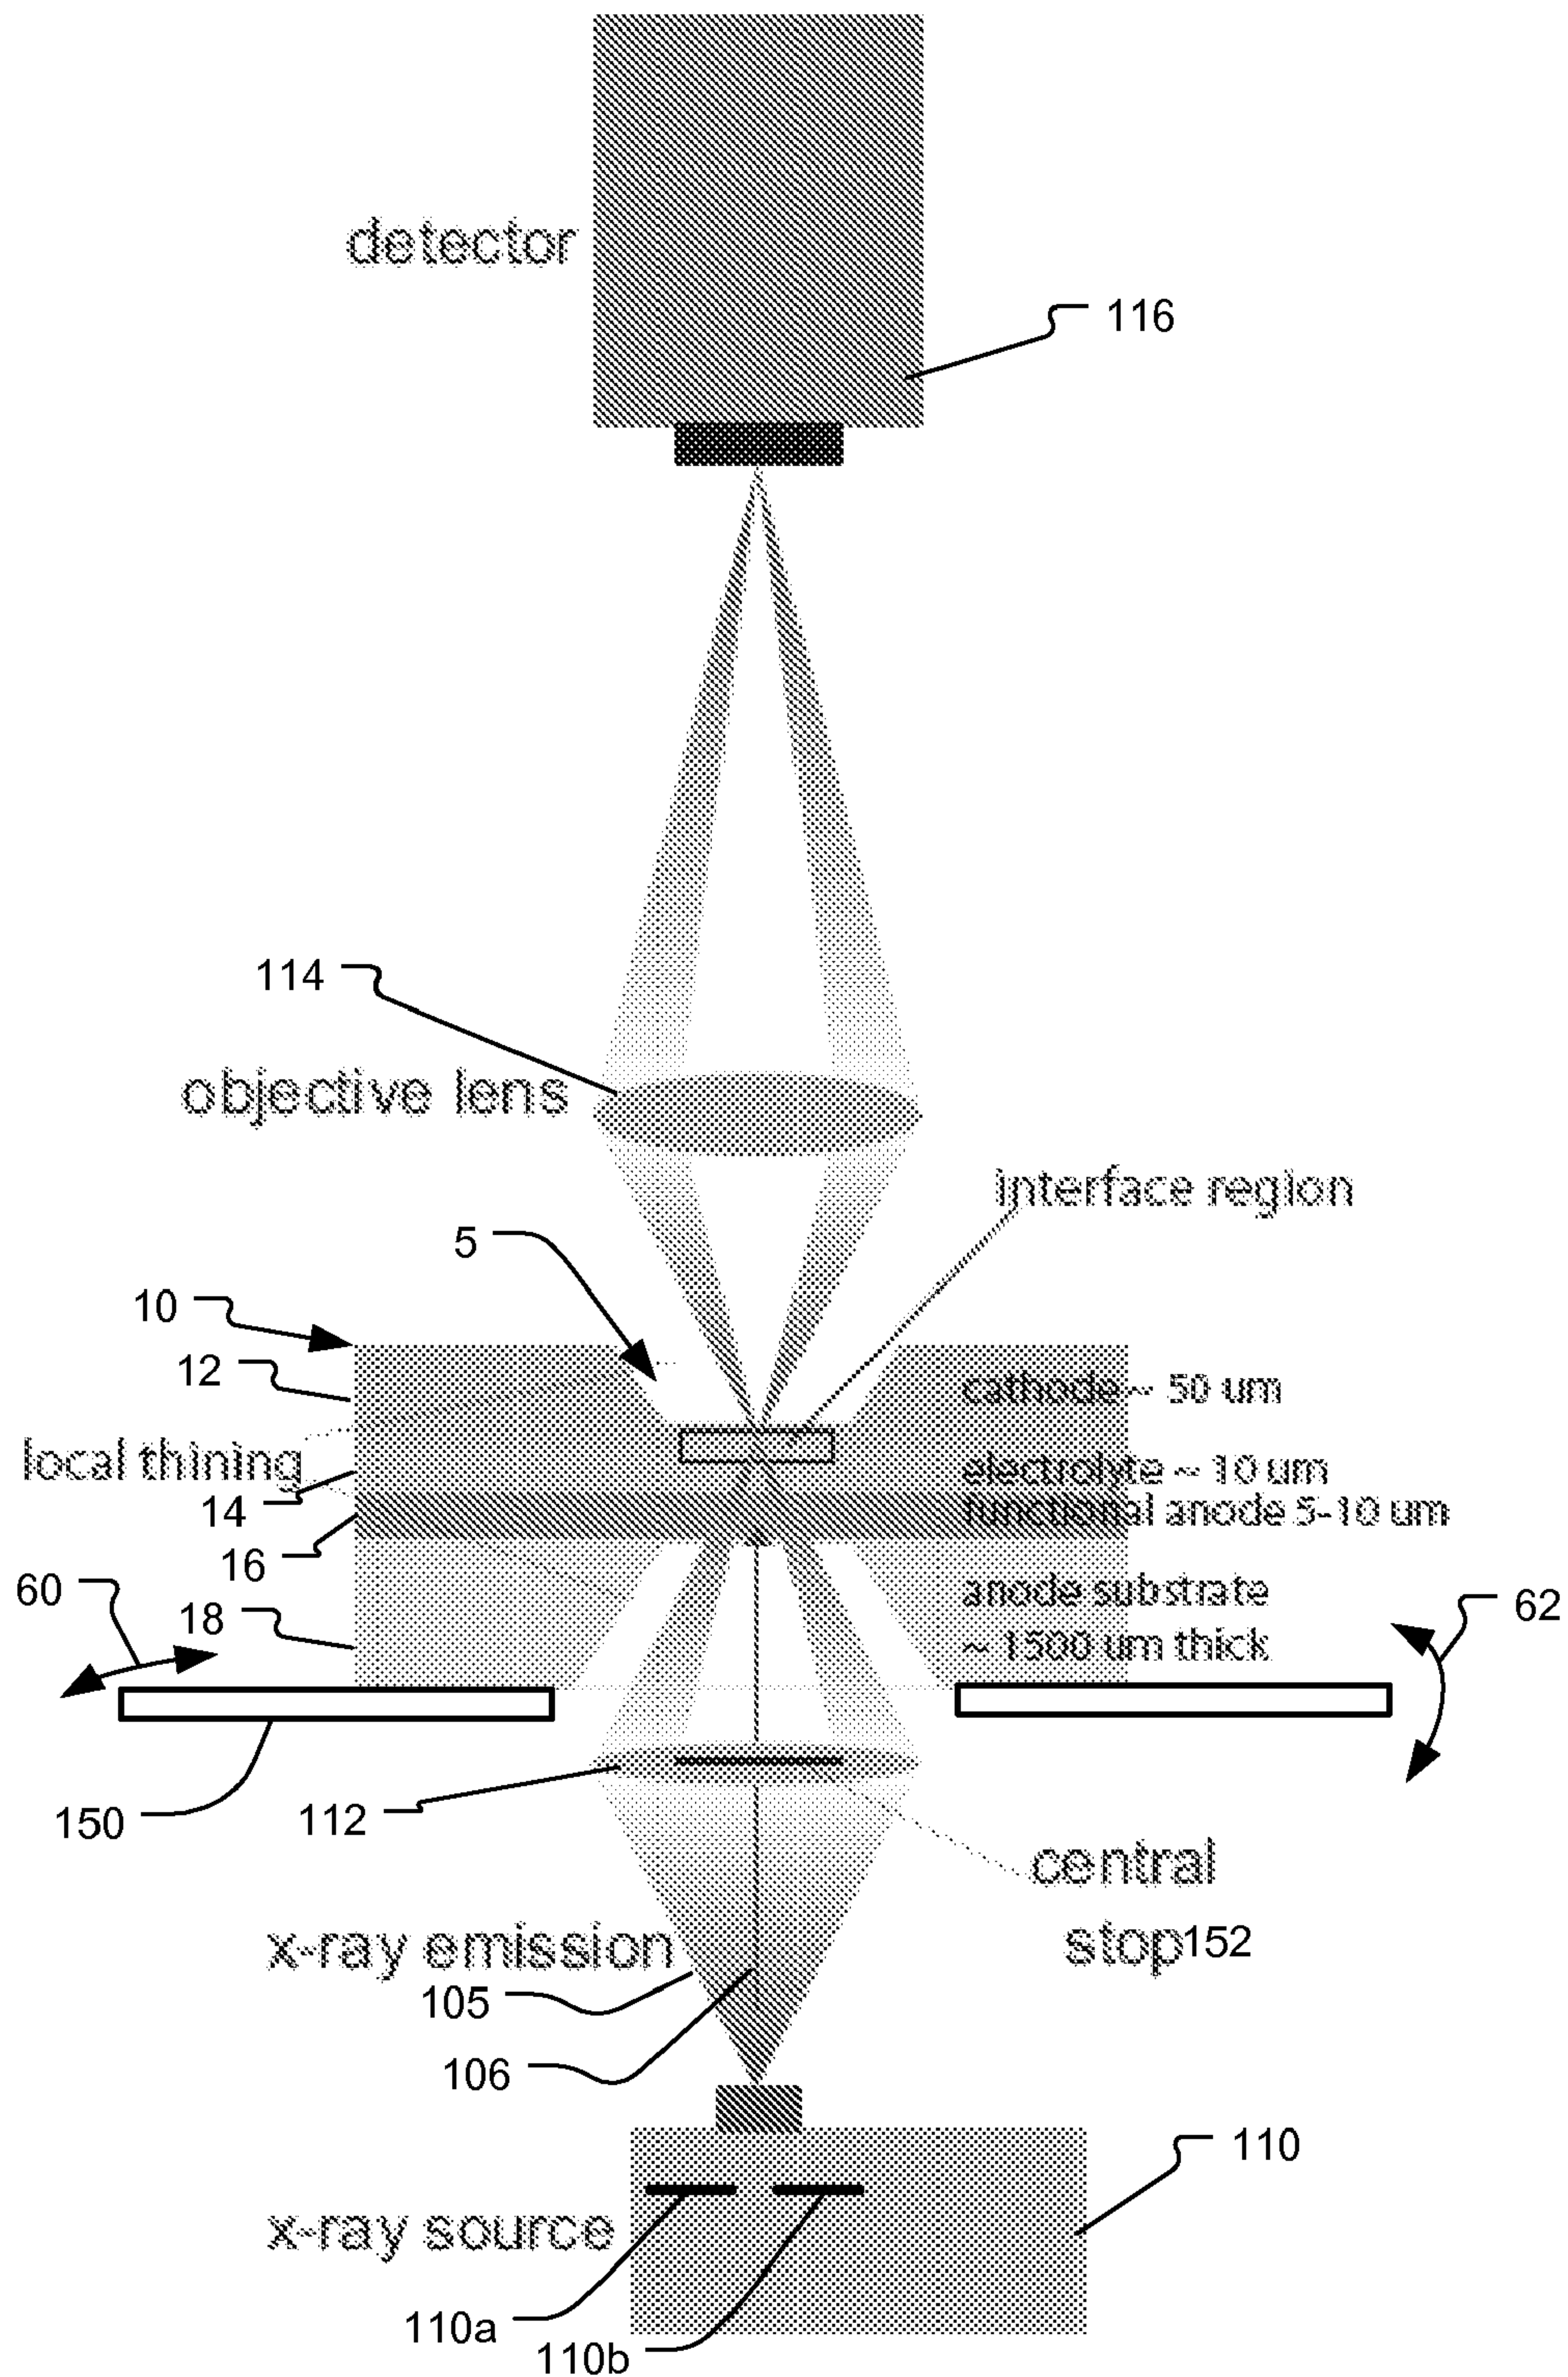 detector
116
114
objective lens
interface region
5
10
12
cathode ~ 50 um
local thining
electrolyte ~ 10 um
14
functional anode 5-10 um
16
60
anode substrate
62
18
~ 1500 um thick
150
112
central
x-ray emission
stop152
105
106
110
x-ray source
110a
110b